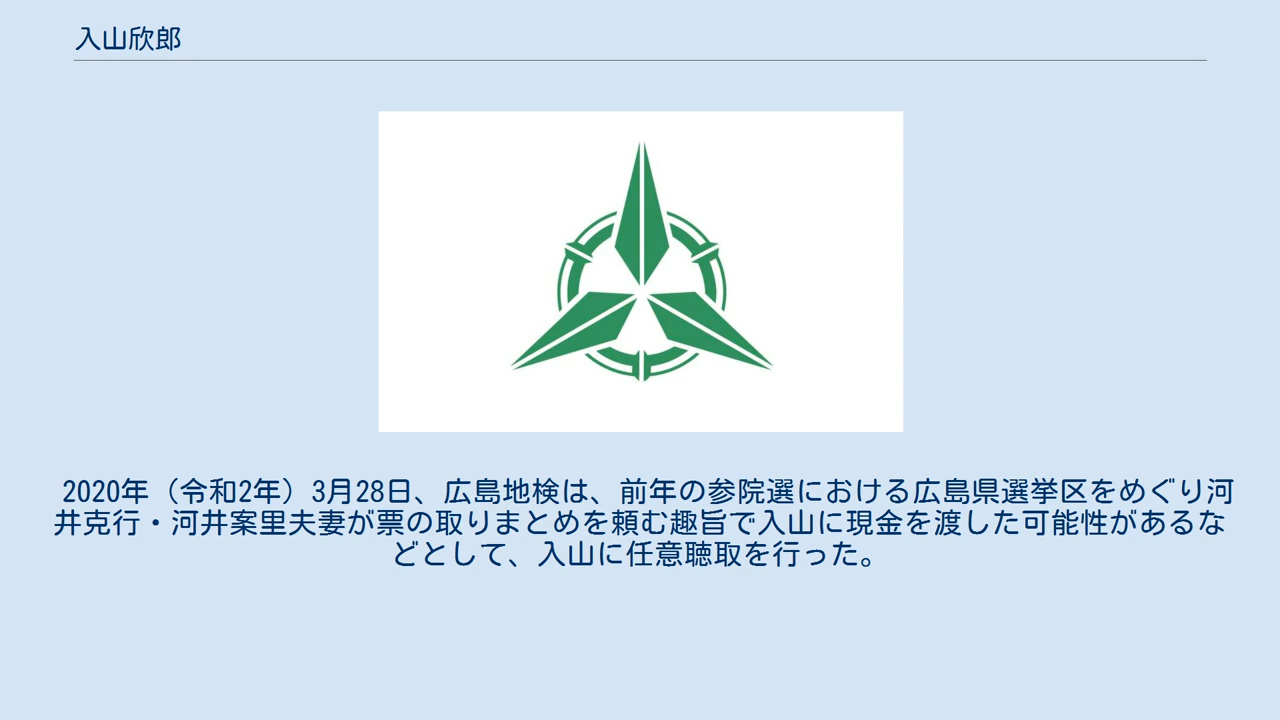 入山欣郎
2020年（令和2年）3月28日、広島地検は、前年の参院選における広島県選挙区をめぐり河
井克行・河井案里夫妻が票の取りまとめを頼む趣旨で入山に現金を渡した可能性があるな
どとして、入山に任意聴取を行った。